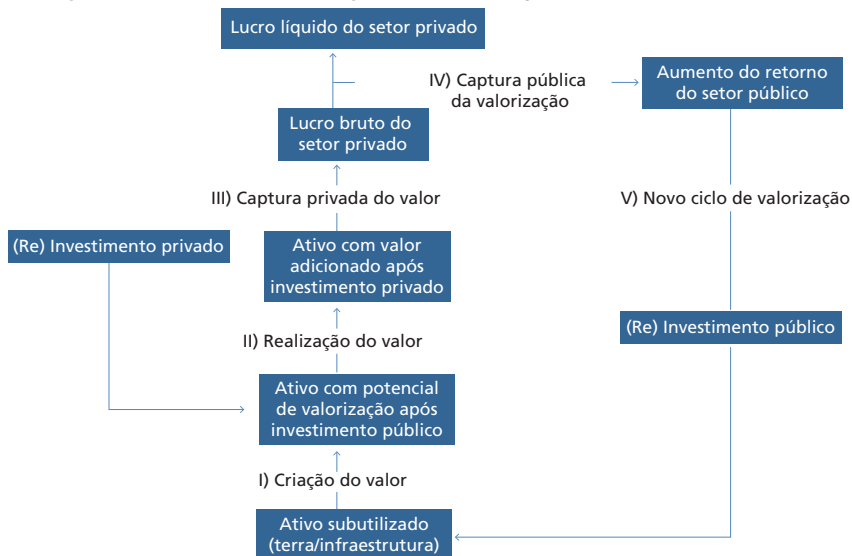 Lucro líquido do setor privado
IV) Captura pública
da valorização
Aumento do retorno
do setor público
Lucro bruto do
setor privado
III) Captura privada do valor
V) Novo ciclo de valorização
(Re) Investimento privado
Ativo com valor
adicionado após
investimento privado
(Re) Investimento público
II) Realização do valor
Ativo com potencial
de valorização após
investimento público
I) Criação do valor
Ativo subutilizado
(terra/infraestrutura)